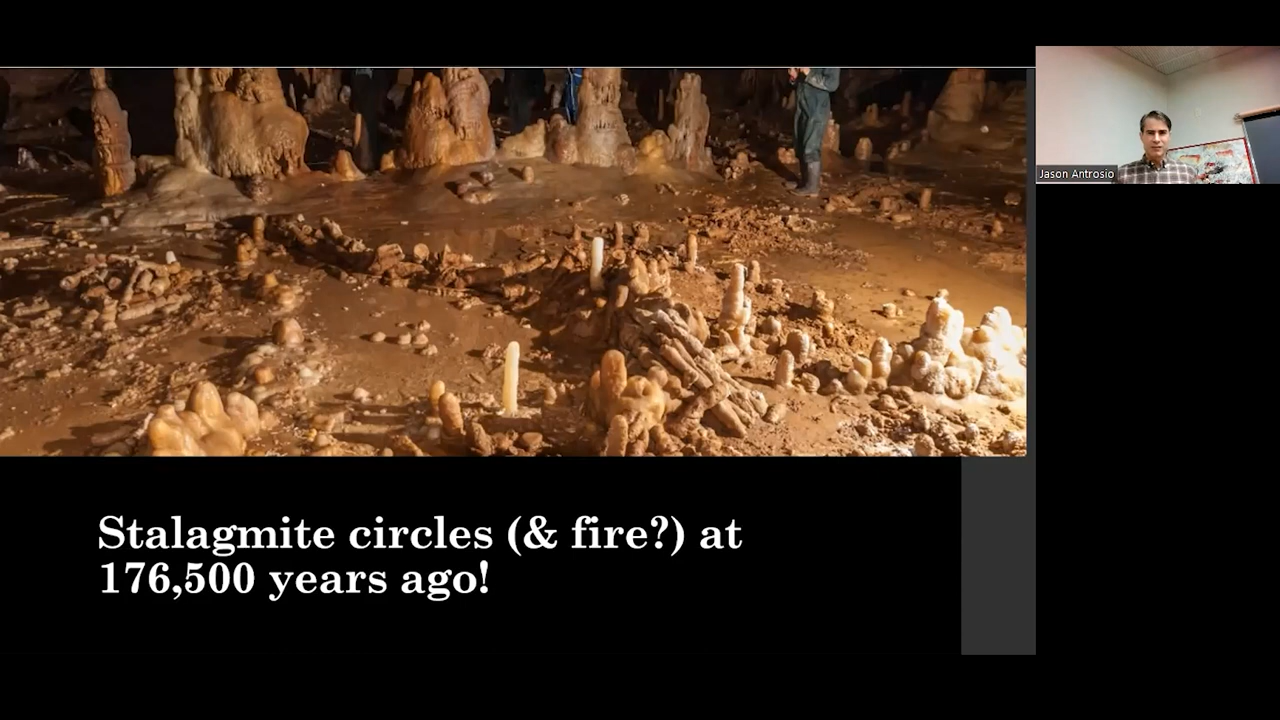 Jason Antrosio
Stalagmite circles (& fire?) at
176,500 years ago!